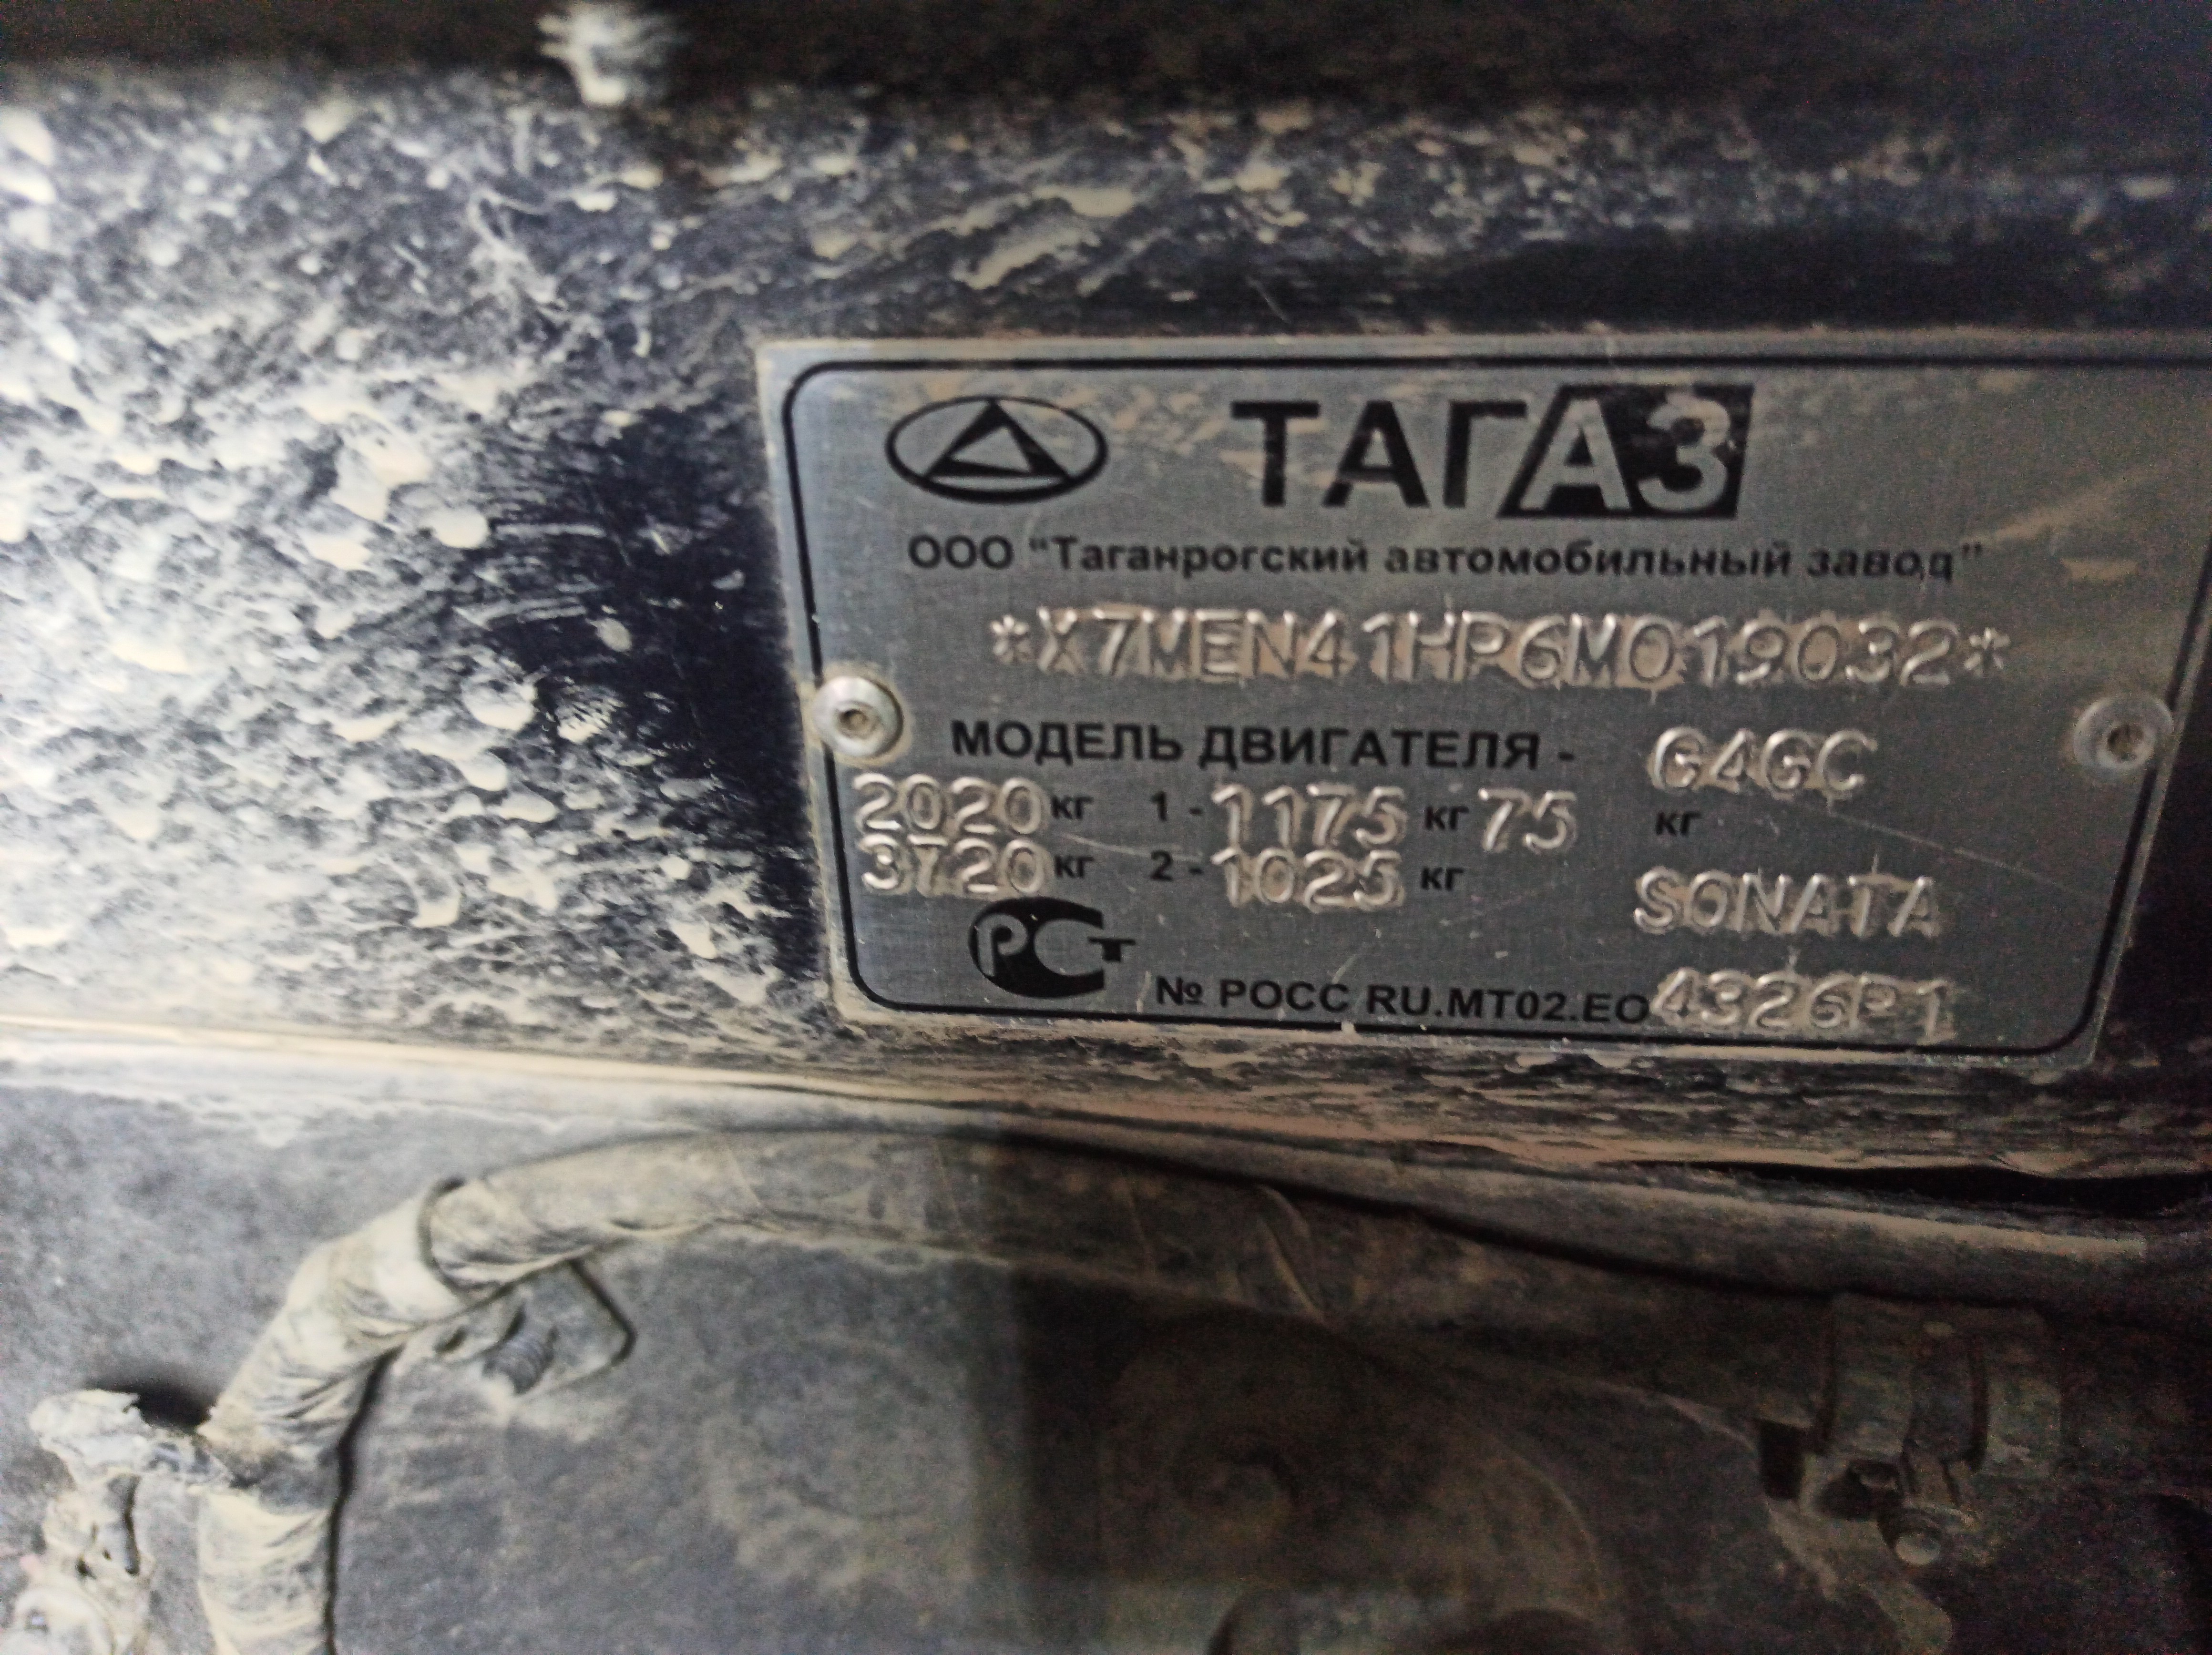 ТАГАЗ
ООО "Таганрогский автомобильный завод"
*X7MEN41HP6M019032*
МОДЕЛЬ ДВИГАТЕЛЯ - G4GC
2020 кг 1 - 1175 кг 75 кг
3720 кг 2 - 1025 кг
SONATA
РСТ № РОСС RU.MT02.EO4326P1